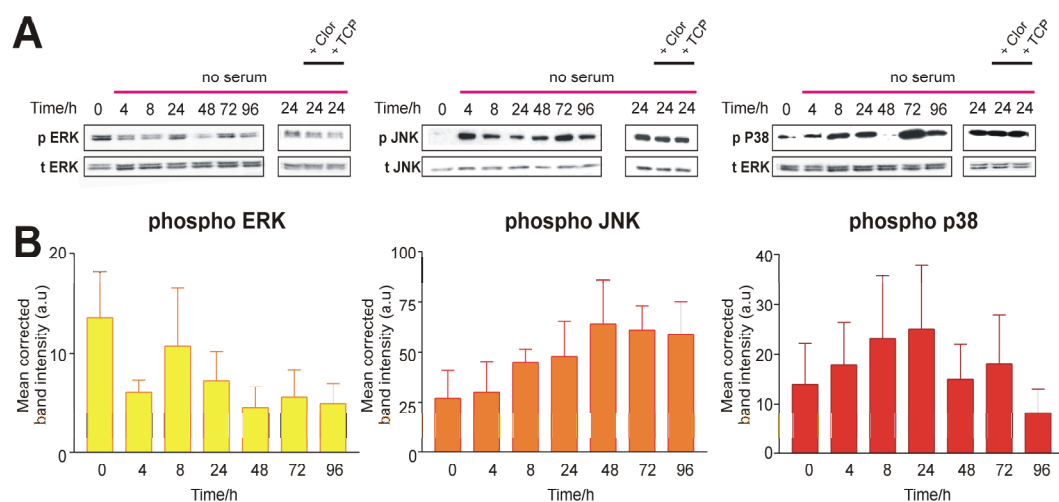 A
+ Clor
+ TCP
+ Clor
+ TCP
+ Clor
+ TCP
no serum
no serum
no serum
Time/h 0 4 8 24 48 72 96 24 24 24
Time/h 0 4 8 24 48 72 96 24 24 24
Time/h 0 4 8 24 48 72 96 24 24 24
p ERK
p JNK
p P38
t ERK
t JNK
t ERK
B
phospho ERK
phospho JNK
phospho p38
Mean corrected
band intensity (a.u)
20
10
0
0 4 8 24 48 72 96
Time/h
Mean corrected
band intensity (a.u)
100
75
50
25
0
0 4 8 24 48 72 96
Time/h
Mean corrected
band intensity (a.u)
40
30
20
10
0
0 4 8 24 48 72 96
Time/h